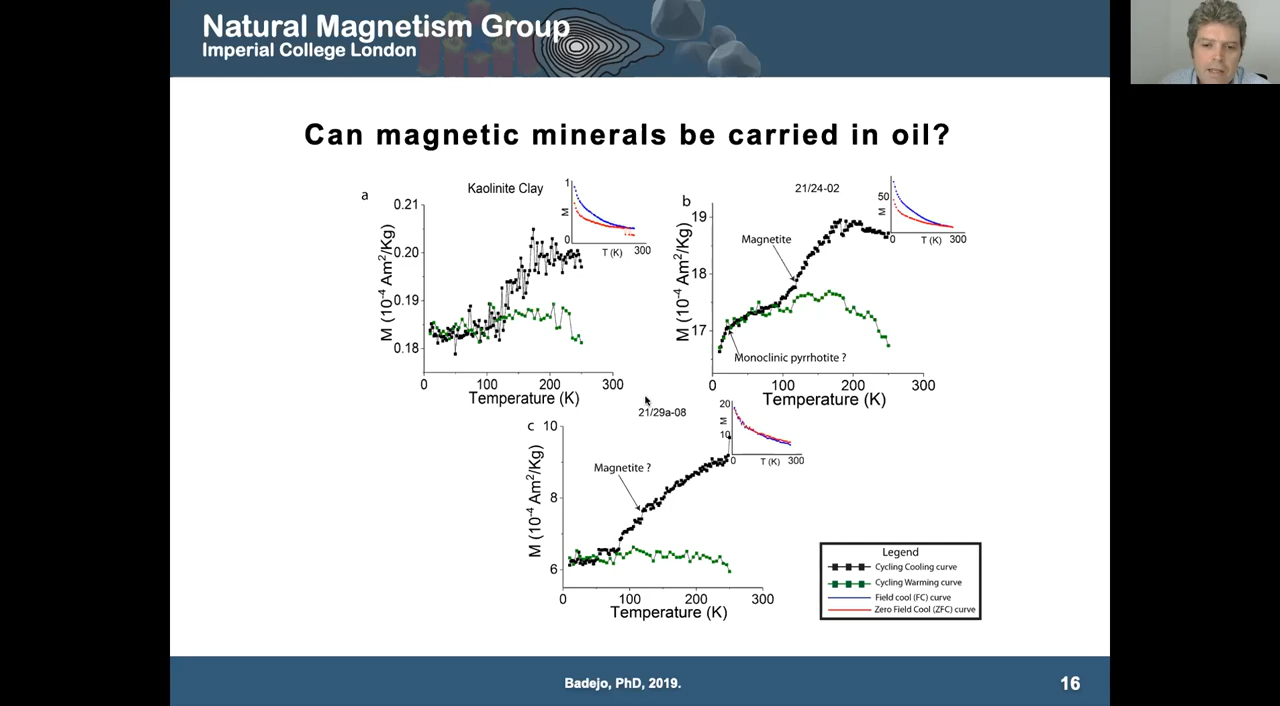 Natural Magnetism Group
Imperial College London
Can magnetic minerals be carried in oil?
a
Kaolinite Clay
0.21
0.20
0.19
0.18
M (10⁻⁴ Am²/Kg)
0
100
200
300
Temperature (K)
1
M
0
T (K)
300
b
21/24-02
19
18
17
M (10⁻⁴ Am²/Kg)
Magnetite
Monoclinic pyrrhotite ?
0
100
200
300
Temperature (K)
50
M
0
T (K)
300
21/29a-08
c
10
8
6
M (10⁻⁴ Am²/Kg)
Magnetite ?
0
100
200
300
Temperature (K)
20
M
10
0
T (K)
300
Legend
Cycling Cooling curve
Cycling Warming curve
Field cool (FC) curve
Zero Field Cool (ZFC) curve
Badejo, PhD, 2019.
16